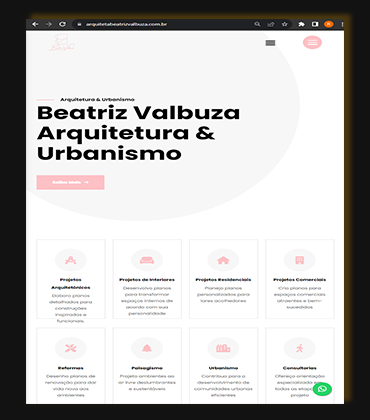 arquitetabeatrizvalbuza.com.br
Arquitetura & Urbanismo
Beatriz Valbuza
Arquitetura &
Urbanismo
Saiba Mais
Projetos
Arquitetônicos
Elaboro planos
detalhados para
construções
inspiradas e
funcionais.
Projetos de Interiores
Desenvolvo planos
para transformar
espaços internos de
acordo com sua
personalidade
Projetos Residenciais
Planejo planos
personalizados para
lares acolhedores
Projetos Comerciais
Crio planos para
espaços comerciais
atraentes e bem-
sucedidos
Reformas
Desenho planos de
renovação para dar
vida nova aos
ambientes
Paisagismo
Projeto ambientes ao
ar livre deslumbrantes
e sustentáveis
Urbanismo
Contribuo para o
desenvolvimento de
comunidades urbanas
eficientes
Consultorias
Ofereço orientação
especializada em
todos as etapas do
projeto